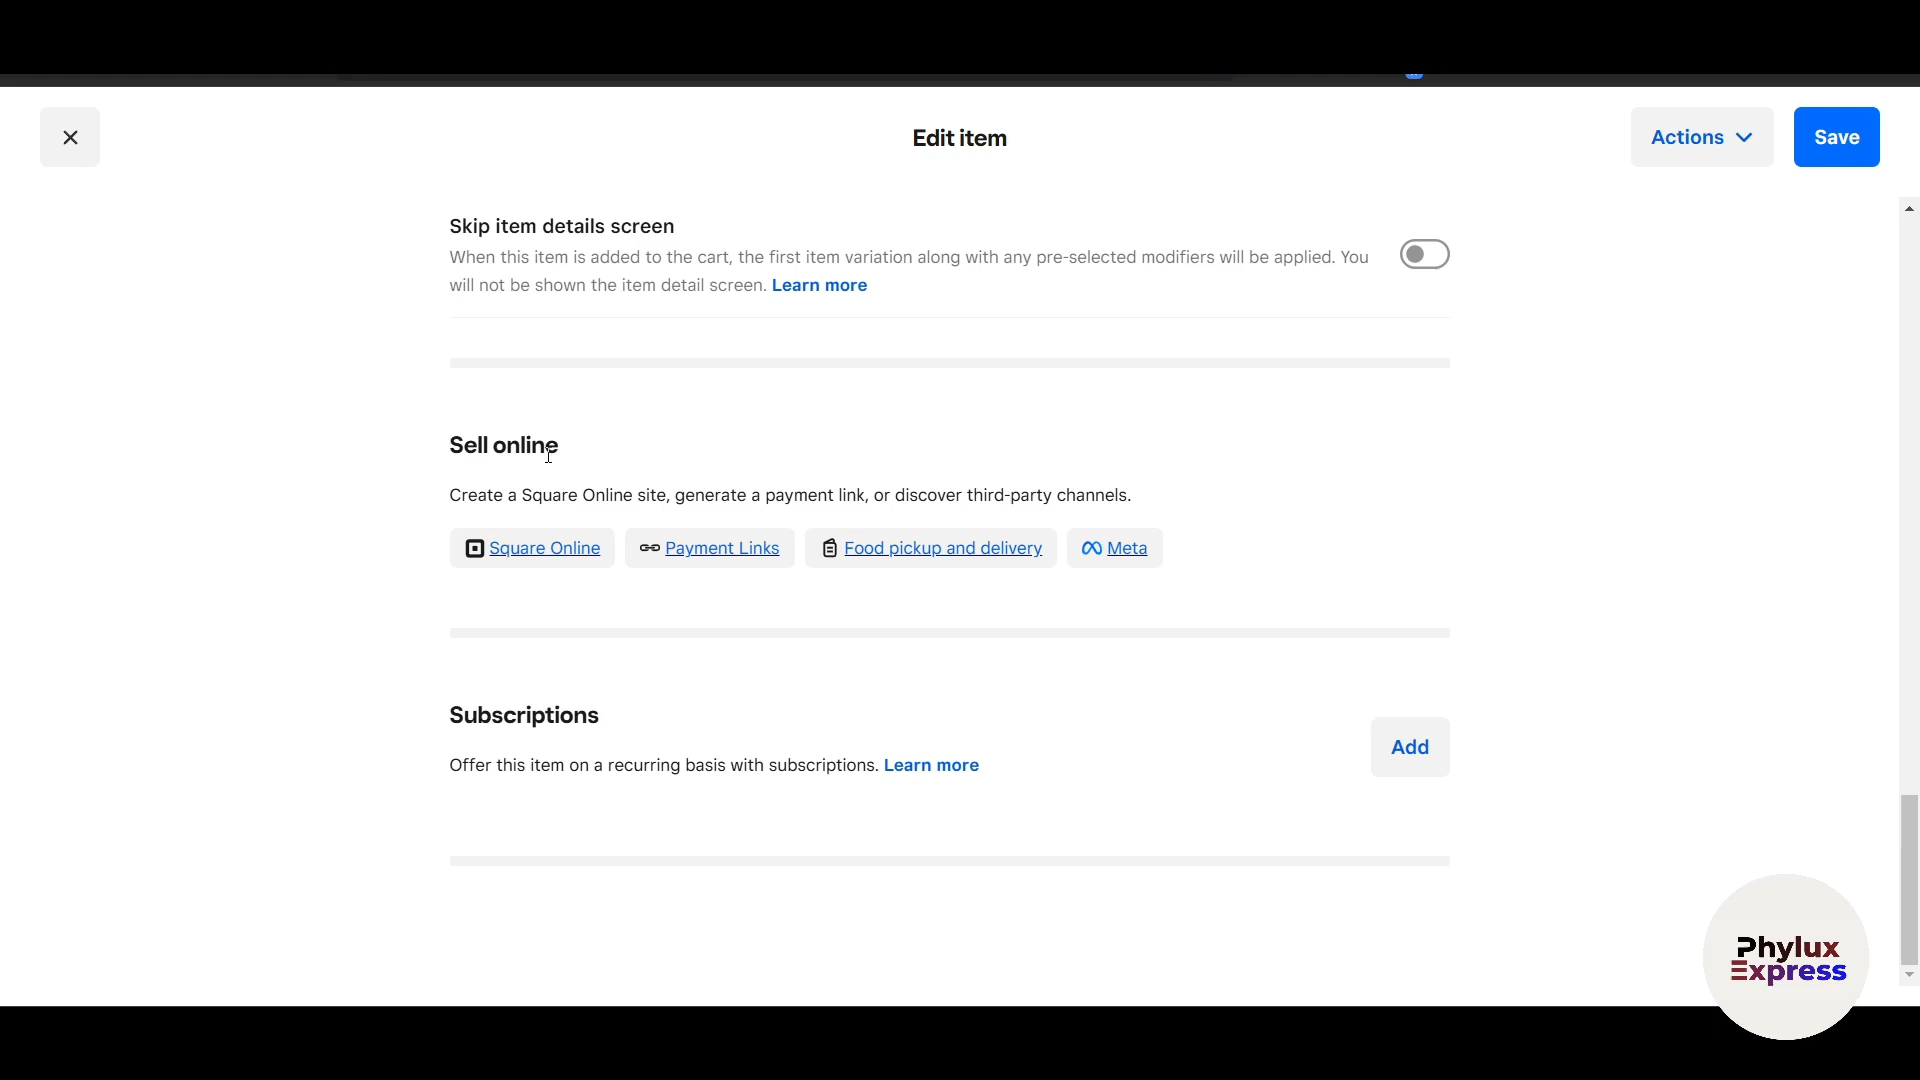 Edit item
Actions
Save
Skip item details screen
When this item is added to the cart, the first item variation along with any pre-selected modifiers will be applied. You
will not be shown the item detail screen. Learn more
Sell online
Create a Square Online site, generate a payment link, or discover third-party channels.
Square Online
Payment Links
Food pickup and delivery
Meta
Subscriptions
Add
Offer this item on a recurring basis with subscriptions. Learn more
Phylux
Express